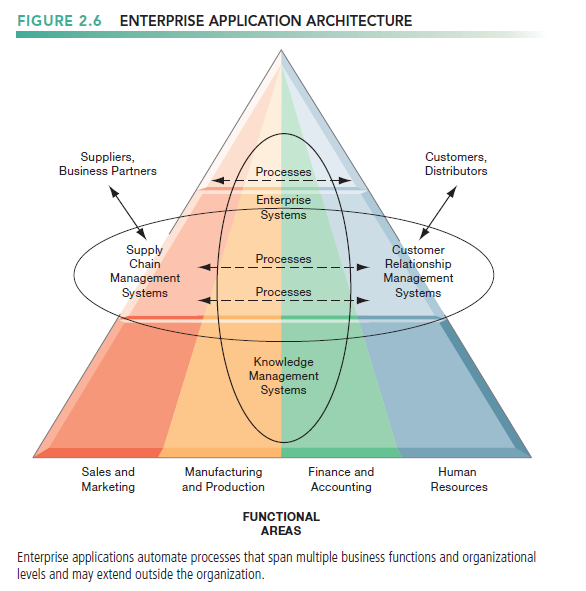 FIGURE 2.6 ENTERPRISE APPLICATION ARCHITECTURE
Suppliers,
Business Partners
Customers,
Distributors
Processes
Enterprise
Systems
Supply
Chain
Management
Systems
Processes
Processes
Customer
Relationship
Management
Systems
Knowledge
Management
Systems
Sales and
Marketing
Manufacturing
and Production
Finance and
Accounting
Human
Resources
FUNCTIONAL
AREAS
Enterprise applications automate processes that span multiple business functions and organizational
levels and may extend outside the organization.